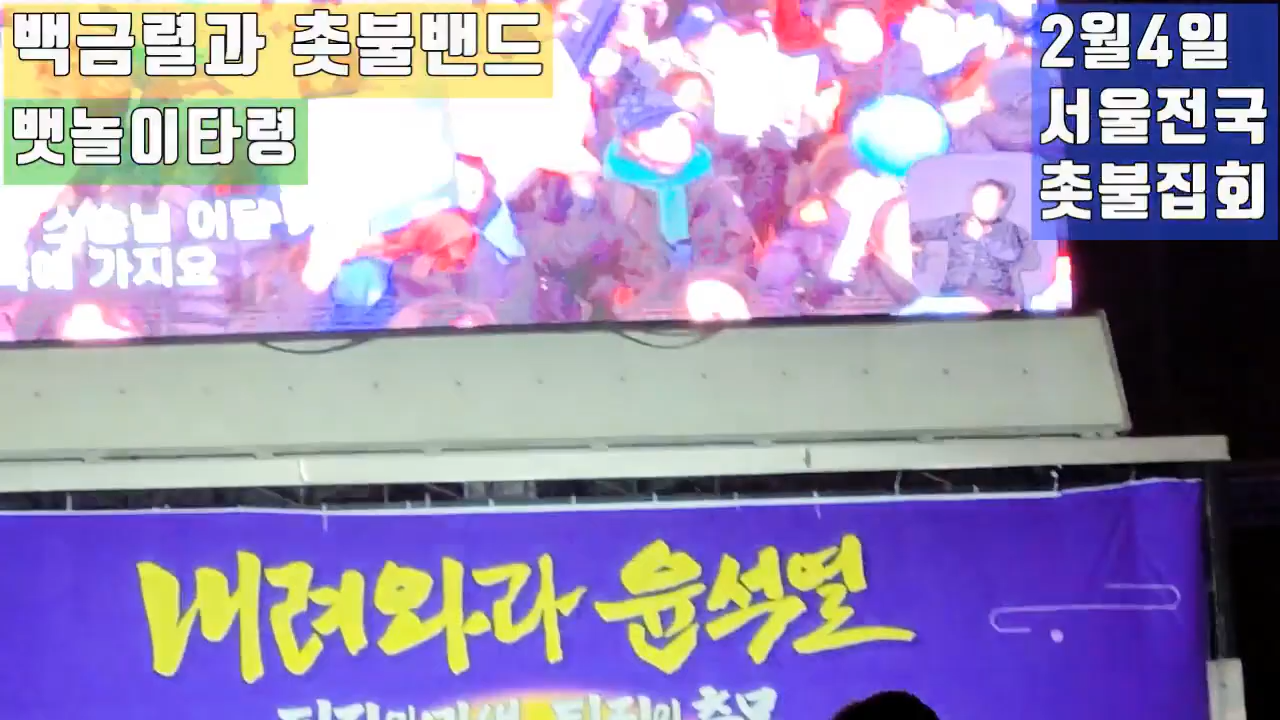 백금렬과 촛불밴드
뱃놀이타령
2월4일
서울전국
촛불집회
가지요
내려와라 윤석열